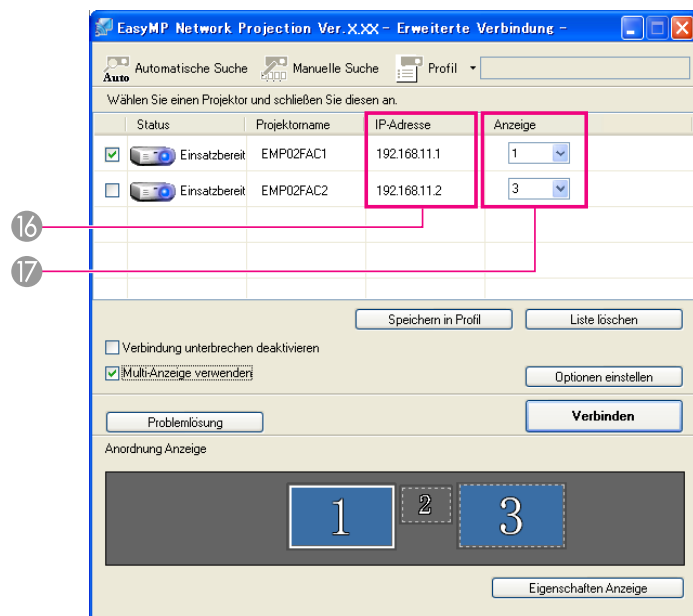 EasyMP Network Projection Ver.X.XX - Erweiterte Verbindung -
Auto Automatische Suche Manuelle Suche Profil
Wählen Sie einen Projektor und schließen Sie diesen an.
Status Projektorname IP-Adresse Anzeige
Einsatzbereit EMP02FAC1 192.168.11.1 1
Einsatzbereit EMP02FAC2 192.168.11.2 3
16
17
Speichern in Profil Liste löschen
Verbindung unterbrechen deaktivieren
Multi-Anzeige verwenden
Optionen einstellen
Problemlösung Verbinden
Anordnung Anzeige
1 2 3
Eigenschaften Anzeige